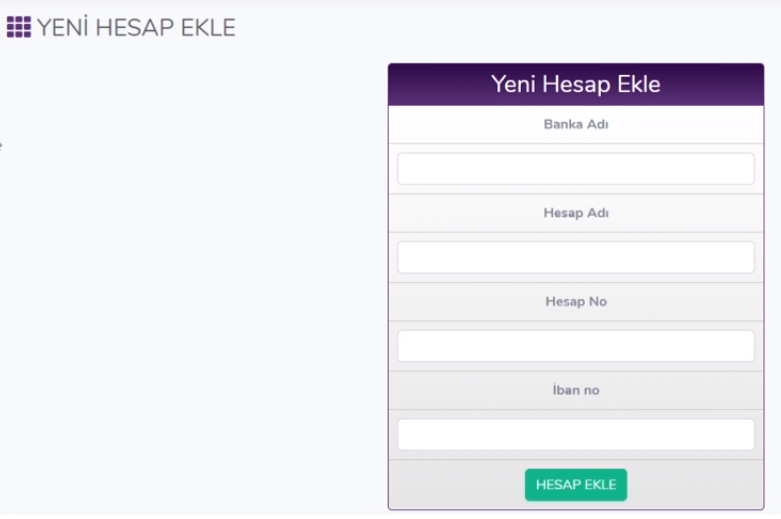 YENİ HESAP EKLE
Yeni Hesap Ekle
Banka Adı
Hesap Adı
Hesap No
İban no
HESAP EKLE